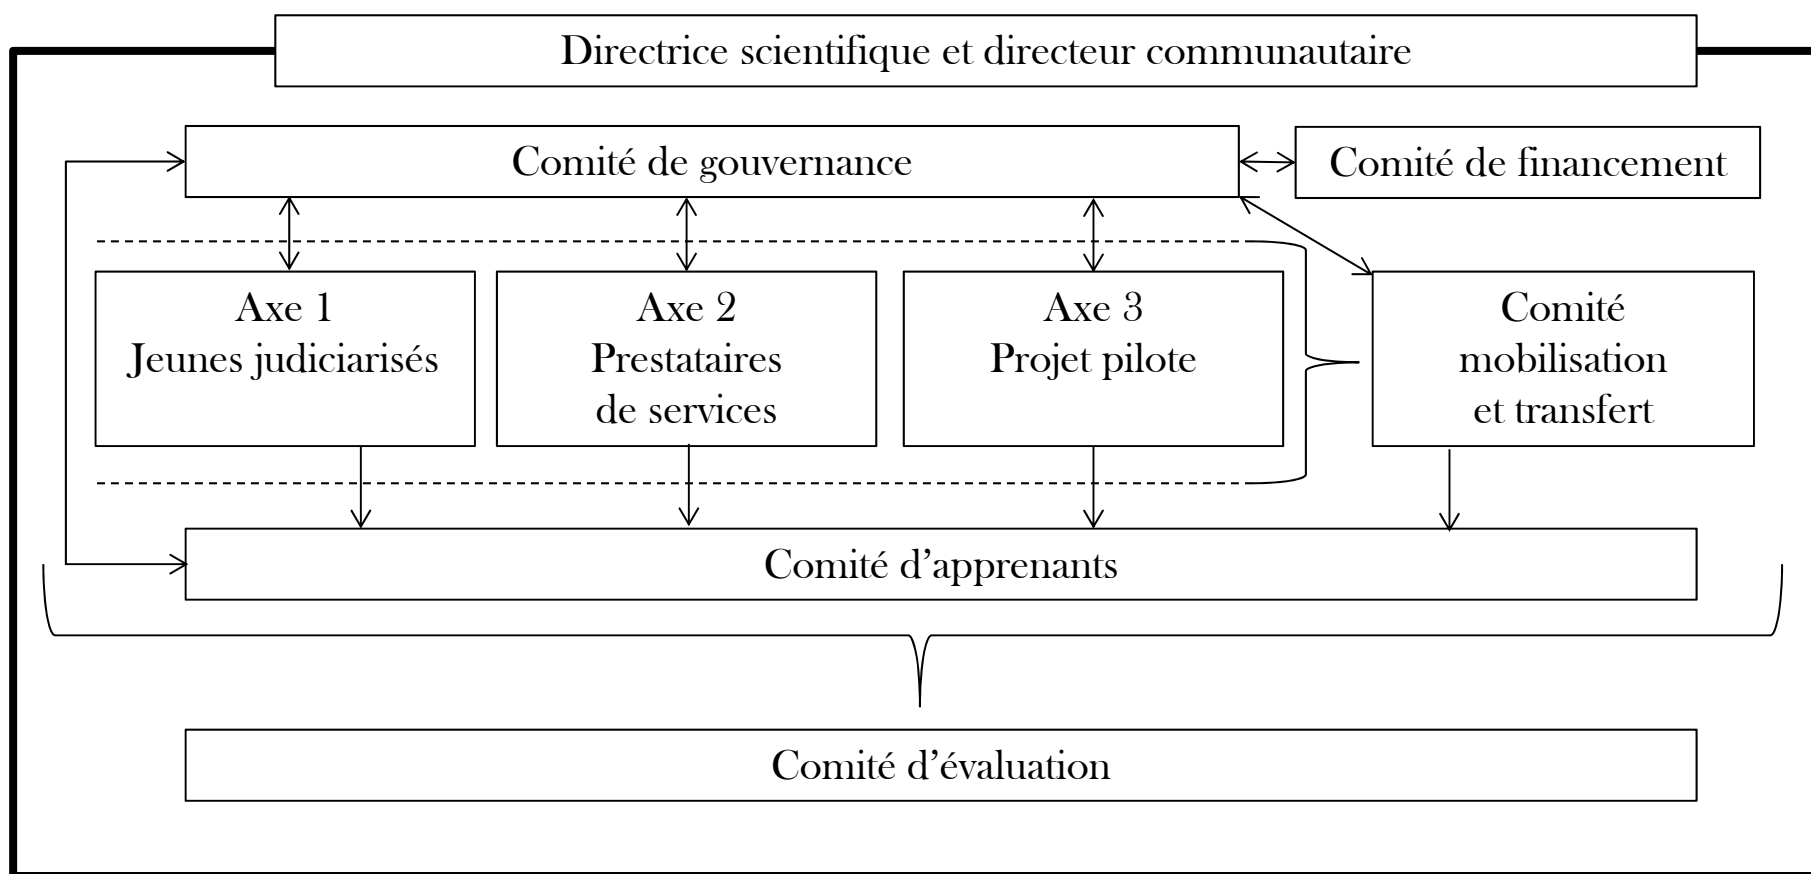 Directrice scientifique et directeur communautaire
Comité de gouvernance
Comité de financement
Axe 1
Jeunes judiciarisés
Axe 2
Prestataires
de services
Axe 3
Projet pilote
Comité
mobilisation
et transfert
Comité d’apprenants
Comité d’évaluation